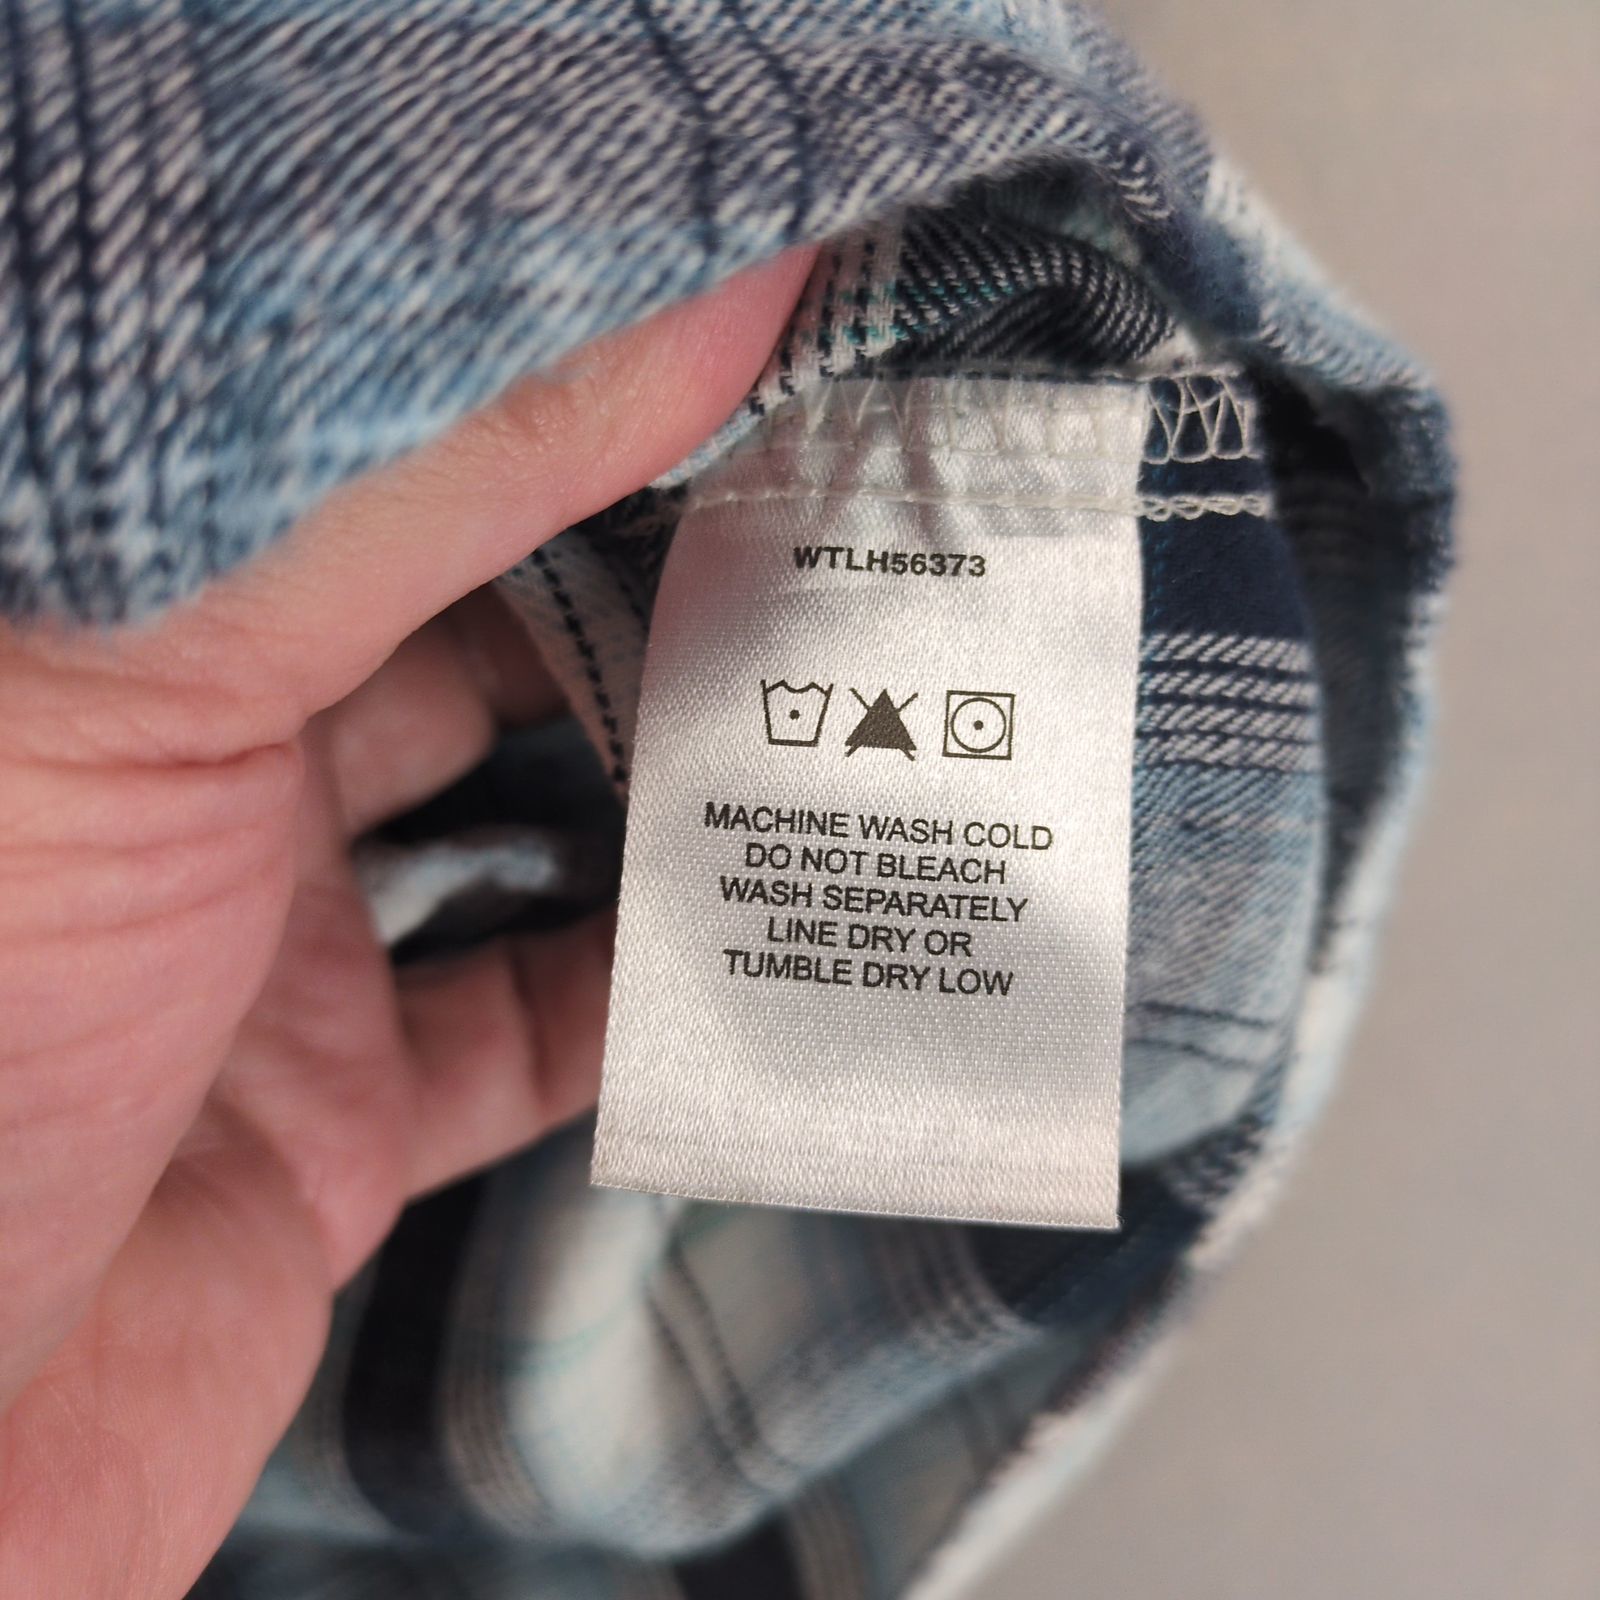 WTLH56373
MACHINE WASH COLD
DO NOT BLEACH
WASH SEPARATELY
LINE DRY OR
TUMBLE DRY LOW